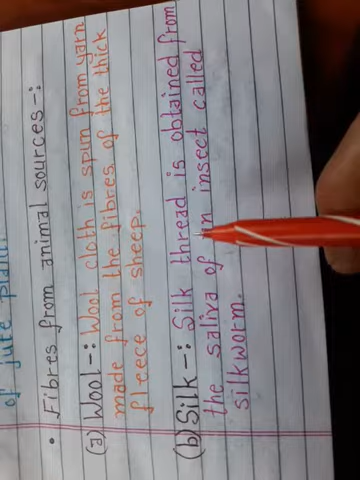 of jute plant.
• Fibres from animal sources-:
(a) Wool-: Wool cloth is spun from yarn
made from the fibres of the thick
fleece of sheep.
(b) Silk-: Silk thread is obtained from
the saliva of an insect called
silkworm.